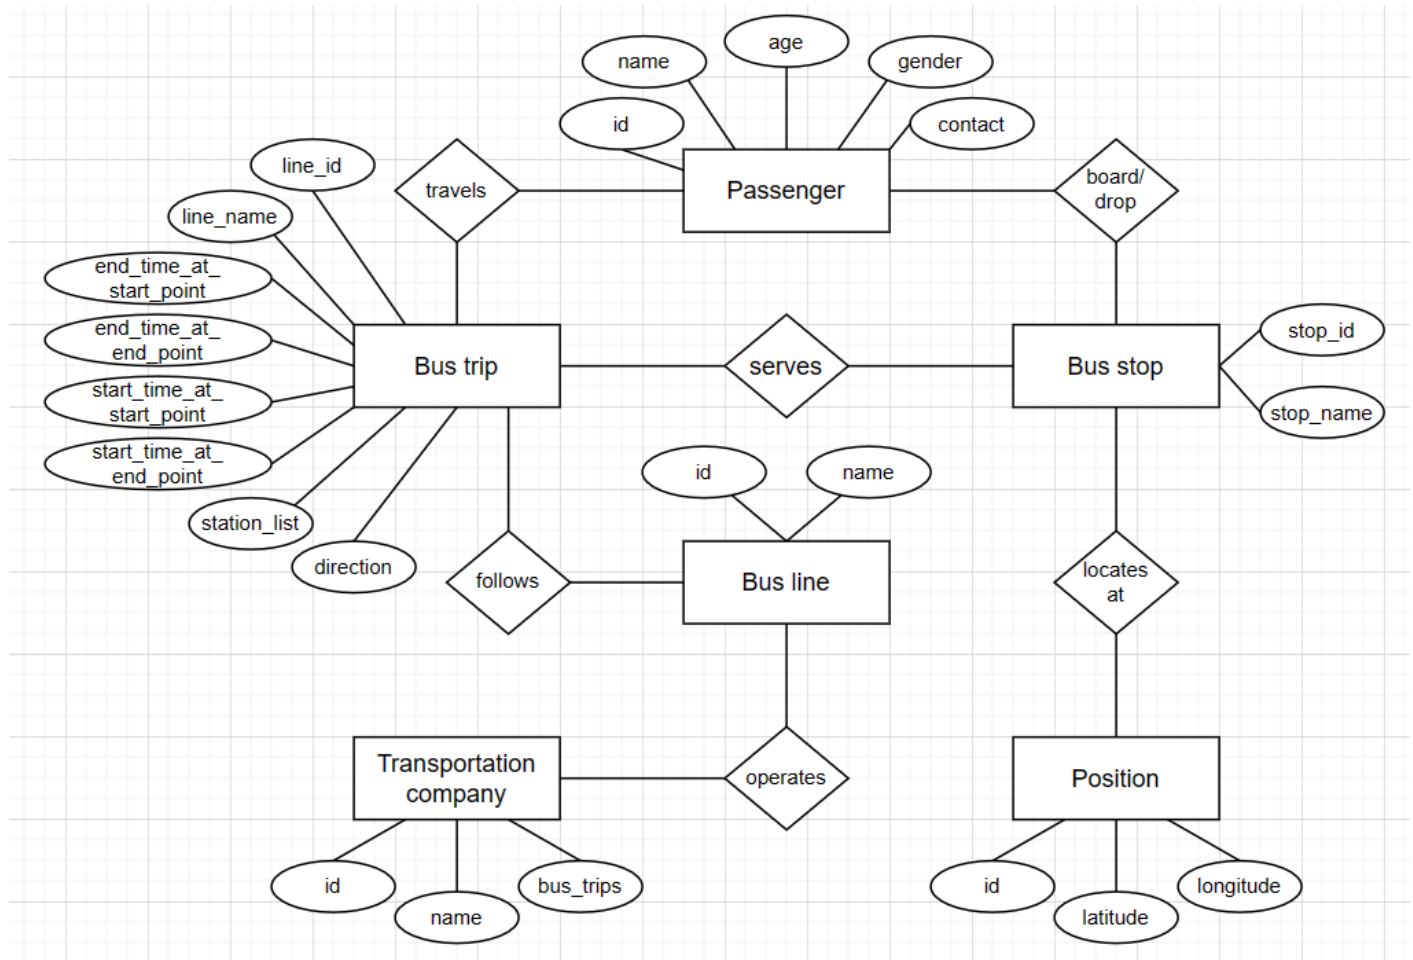 age
name
gender
id
contact
line_id
travels
Passenger
board/
drop
line_name
end_time_at_
start_point
end_time_at_
end_point
start_time_at_
start_point
start_time_at_
end_point
Bus trip
serves
Bus stop
stop_id
stop_name
id
name
station_list
direction
follows
Bus line
locates
at
Transportation
company
operates
Position
id
name
bus_trips
id
latitude
longitude